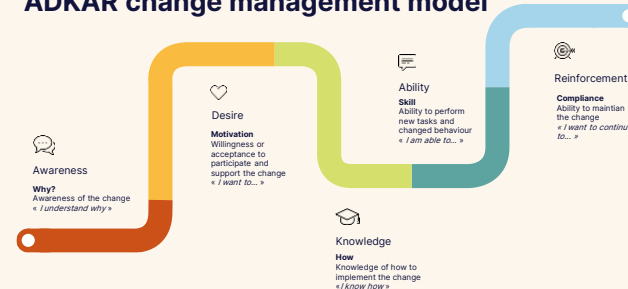 ADKAR change management model
Awareness
Why?
Awareness of the change
« I understand why »
Desire
Motivation
Willingness or
acceptance to
participate and
support the change
« I want to... »
Knowledge
How
Knowledge of how to
implement the change
« I know how »
Ability
Skill
Ability to perform
new tasks and
changed behaviour
« I am able to... »
Reinforcement
Compliance
Ability to maintian
the change
« I want to continu
to... »